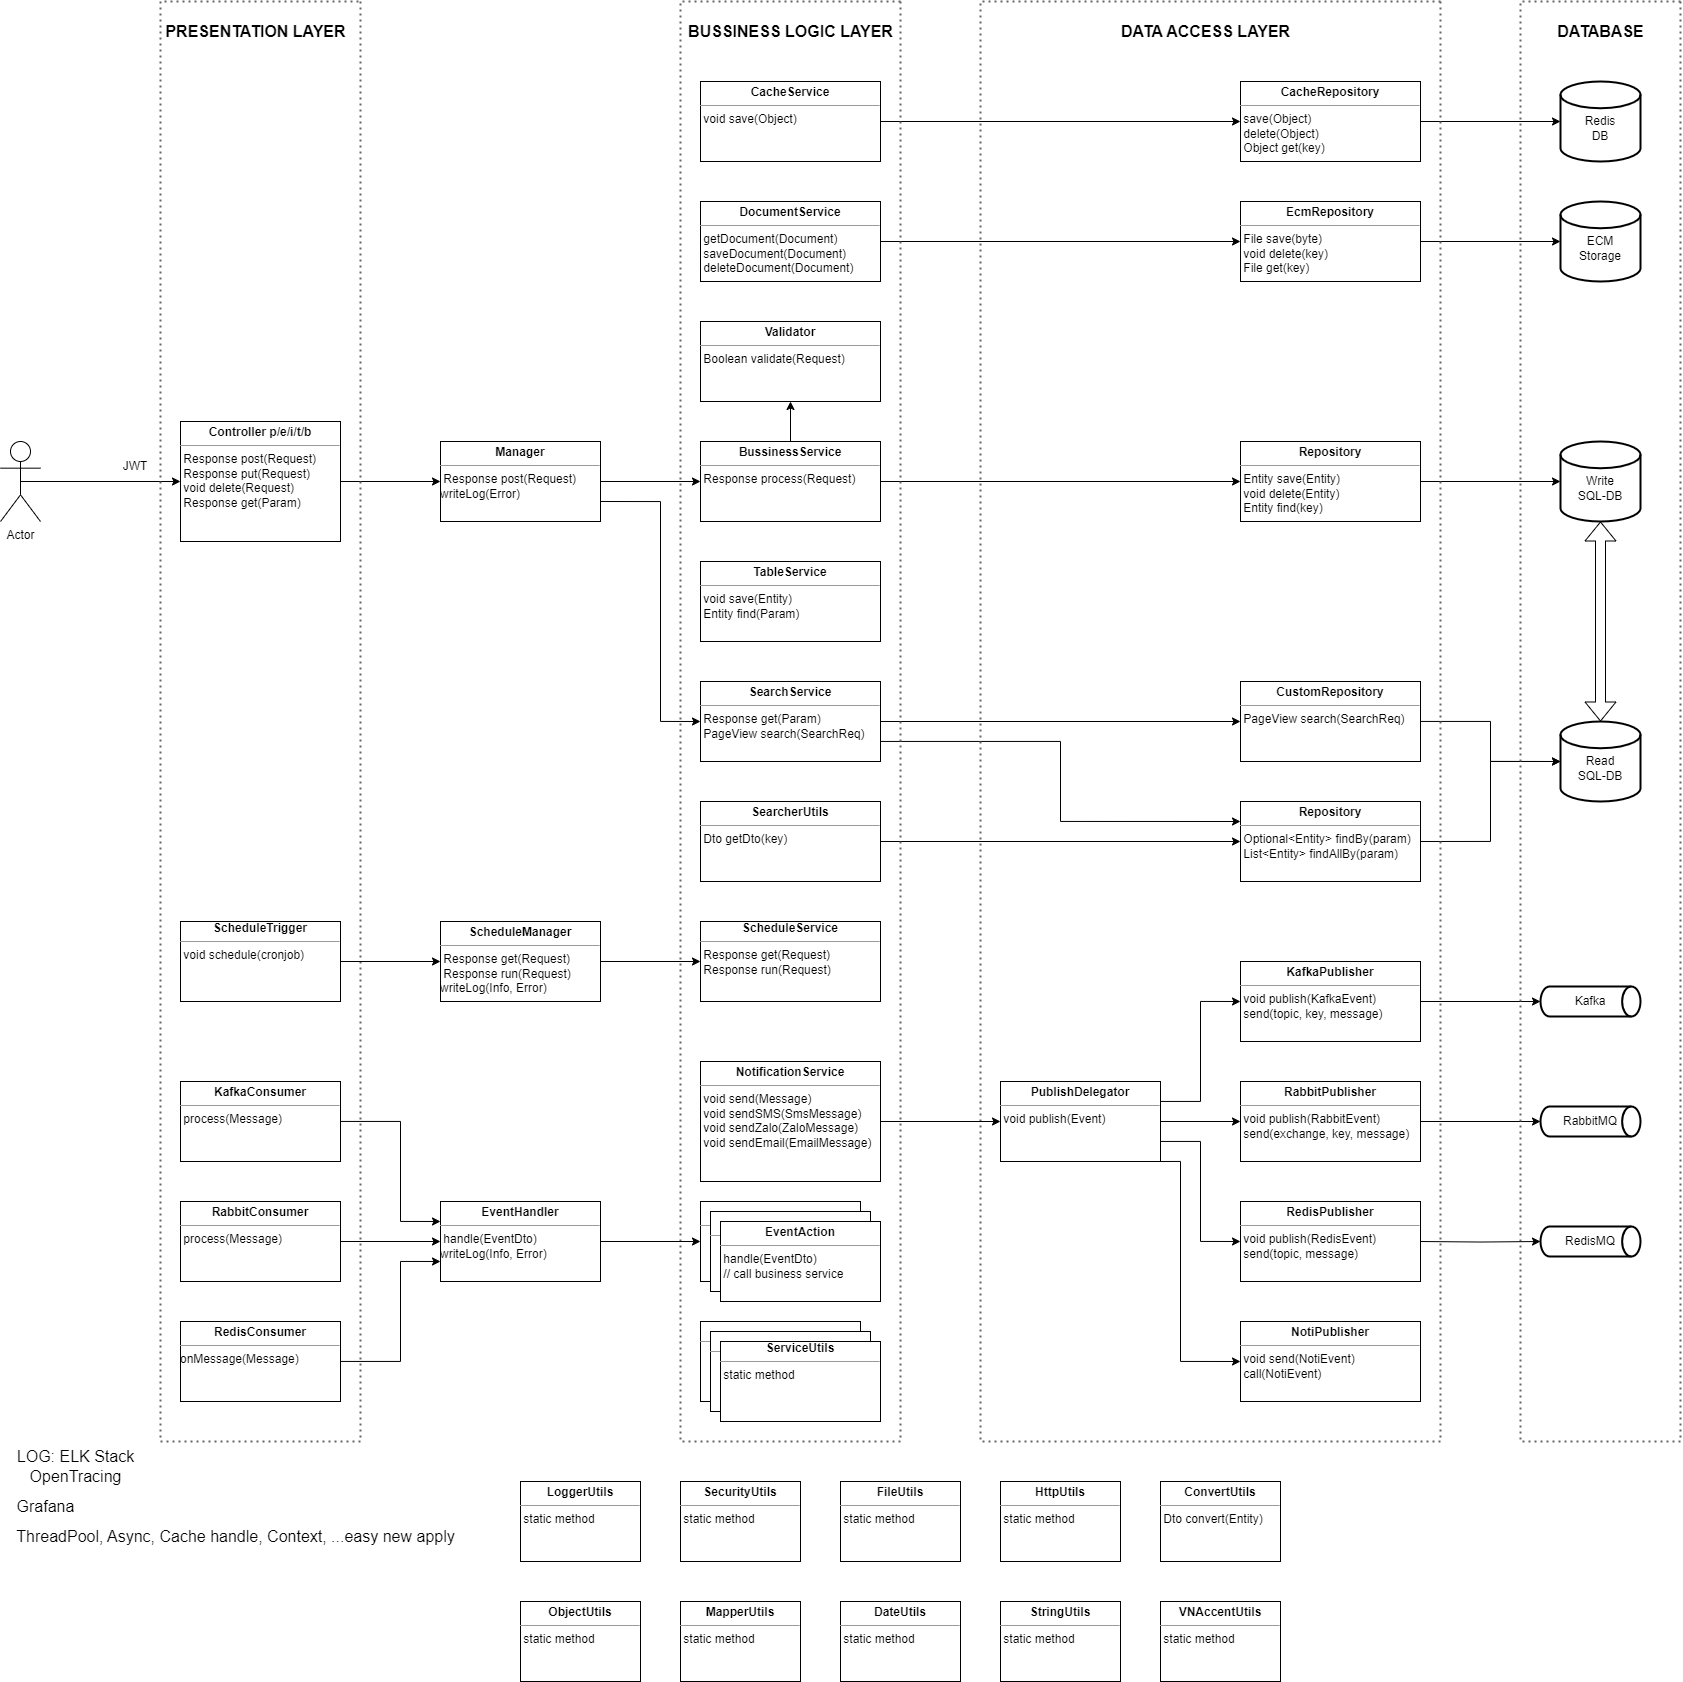 PRESENTATION LAYER
BUSSINESS LOGIC LAYER
DATA ACCESS LAYER
DATABASE
CacheService
void save(Object)
CacheRepository
save(Object)
delete(Object)
Object get(key)
Redis
DB
DocumentService
getDocument(Document)
saveDocument(Document)
deleteDocument(Document)
EcmRepository
File save(byte)
void delete(key)
File get(key)
ECM
Storage
Validator
Boolean validate(Request)
Actor
JWT
Controller p/e/i/t/b
Response post(Request)
Response put(Request)
void delete(Request)
Response get(Param)
Manager
Response post(Request)
writeLog(Error)
BussinessService
Response process(Request)
Repository
Entity save(Entity)
void delete(Entity)
Entity find(key)
Write
SQL-DB
TableService
void save(Entity)
Entity find(Param)
SearchService
Response get(Param)
PageView search(SearchReq)
CustomRepository
PageView search(SearchReq)
Read
SQL-DB
SearcherUtils
Dto getDto(key)
Repository
Optional<Entity> findBy(param)
List<Entity> findAllBy(param)
ScheduleTrigger
void schedule(cronjob)
ScheduleManager
Response get(Request)
Response run(Request)
writeLog(Info, Error)
ScheduleService
Response get(Request)
Response run(Request)
KafkaPublisher
void publish(KafkaEvent)
send(topic, key, message)
Kafka
KafkaConsumer
process(Message)
NotificationService
void send(Message)
void sendSMS(SmsMessage)
void sendZalo(ZaloMessage)
void sendEmail(EmailMessage)
PublishDelegator
void publish(Event)
RabbitPublisher
void publish(RabbitEvent)
send(exchange, key, message)
RabbitMQ
RabbitConsumer
process(Message)
EventHandler
handle(EventDto)
writeLog(Info, Error)
EventAction
handle(EventDto)
// call business service
RedisPublisher
void publish(RedisEvent)
send(topic, message)
RedisMQ
RedisConsumer
onMessage(Message)
ServiceUtils
static method
NotiPublisher
void send(NotiEvent)
call(NotiEvent)
LOG: ELK Stack
OpenTracing
Grafana
ThreadPool, Async, Cache handle, Context, ...easy new apply
LoggerUtils
static method
SecurityUtils
static method
FileUtils
static method
HttpUtils
static method
ConvertUtils
Dto convert(Entity)
ObjectUtils
static method
MapperUtils
static method
DateUtils
static method
StringUtils
static method
VNAccentUtils
static method